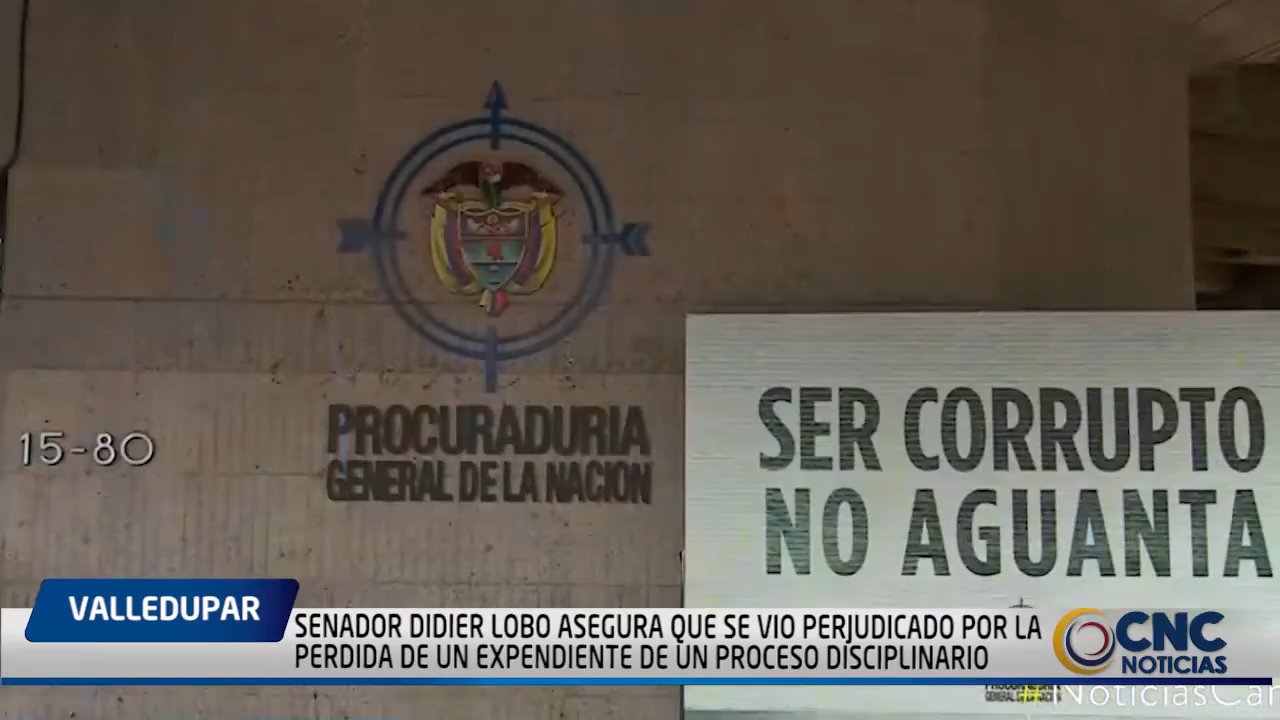 15-80
PROCURADURIA
GENERAL DE LA NACION
SER CORRUPTO
NO AGUANTA
VALLEDUPAR
SENADOR DIDIER LOBO ASEGURA QUE SE VIO PERJUDICADO POR LA
PERDIDA DE UN EXPENDIENTE DE UN PROCESO DISCIPLINARIO
CNC
NOTICIAS